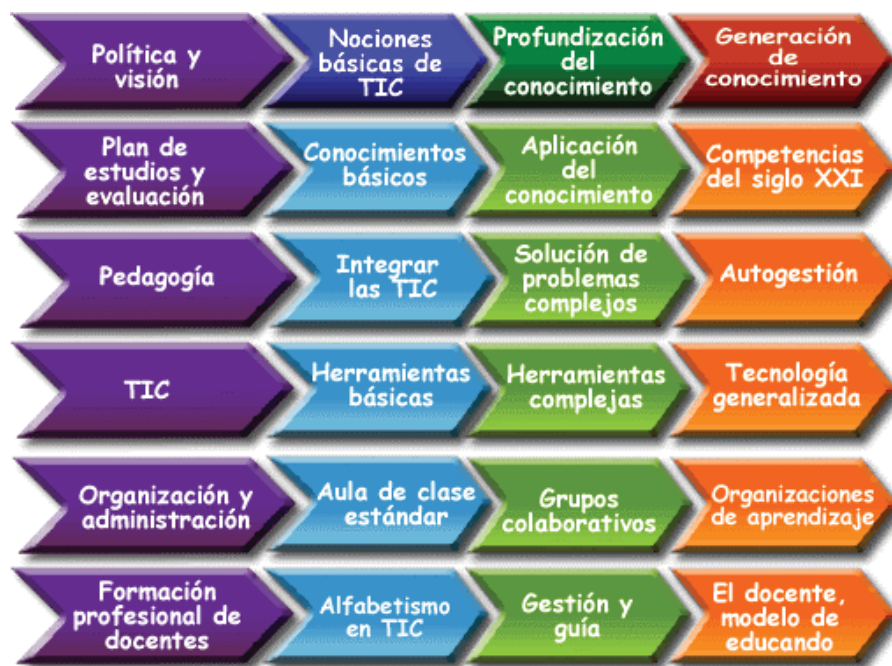 Política y
visión
Nociones
básicas de
TIC
Profundización
del
conocimiento
Generación
de
conocimiento
Plan de
estudios y
evaluación
Conocimientos
básicos
Aplicación
del
conocimiento
Competencias
del siglo XXI
Pedagogía
Integrar
las TIC
Solución de
problemas
complejos
Autogestión
TIC
Herramientas
básicas
Herramientas
complejas
Tecnología
generalizada
Organización y
administración
Aula de clase
estándar
Grupos
colaborativos
Organizaciones
de aprendizaje
Formación
profesional de
docentes
Alfabetismo
en TIC
Gestión y
guía
El docente,
modelo de
educando